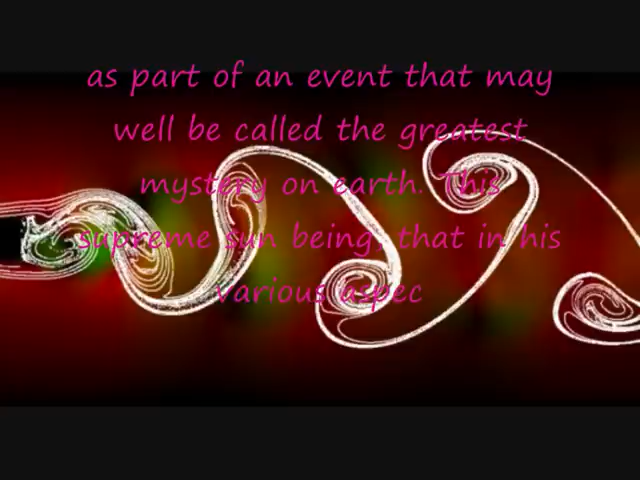 as part of an event that may
well be called the greatest
mystery on earth. This
supreme sun being, that in his
various aspec